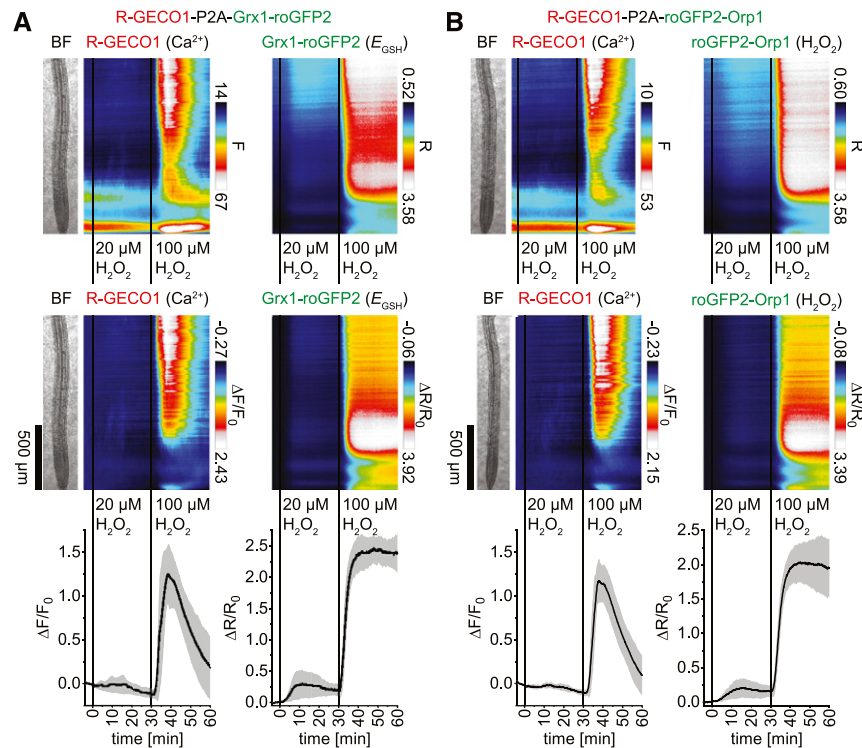 A
R-GECO1-P2A-Grx1-roGFP2
BF R-GECO1 (Ca²⁺) Grx1-roGFP2 (E_GSH)
14 F 67
0.52 R 3.58
20 µM H₂O₂ 100 µM H₂O₂
20 µM H₂O₂ 100 µM H₂O₂
BF R-GECO1 (Ca²⁺) Grx1-roGFP2 (E_GSH)
500 µm
-0.27 ΔF/F₀ 2.43
-0.06 ΔR/R₀ 3.92
20 µM H₂O₂ 100 µM H₂O₂
20 µM H₂O₂ 100 µM H₂O₂
ΔF/F₀
1.5
1.0
0.5
0.0
0 10 20 30 40 50 60
time [min]
ΔR/R₀
2.5
2.0
1.5
1.0
0.5
0.0
0 10 20 30 40 50 60
time [min]
B
R-GECO1-P2A-roGFP2-Orp1
BF R-GECO1 (Ca²⁺) roGFP2-Orp1 (H₂O₂)
10 F 53
0.60 R 3.58
20 µM H₂O₂ 100 µM H₂O₂
20 µM H₂O₂ 100 µM H₂O₂
BF R-GECO1 (Ca²⁺) roGFP2-Orp1 (H₂O₂)
500 µm
-0.23 ΔF/F₀ 2.15
-0.08 ΔR/R₀ 3.39
20 µM H₂O₂ 100 µM H₂O₂
20 µM H₂O₂ 100 µM H₂O₂
ΔF/F₀
1.5
1.0
0.5
0.0
0 10 20 30 40 50 60
time [min]
ΔR/R₀
2.5
2.0
1.5
1.0
0.5
0.0
0 10 20 30 40 50 60
time [min]